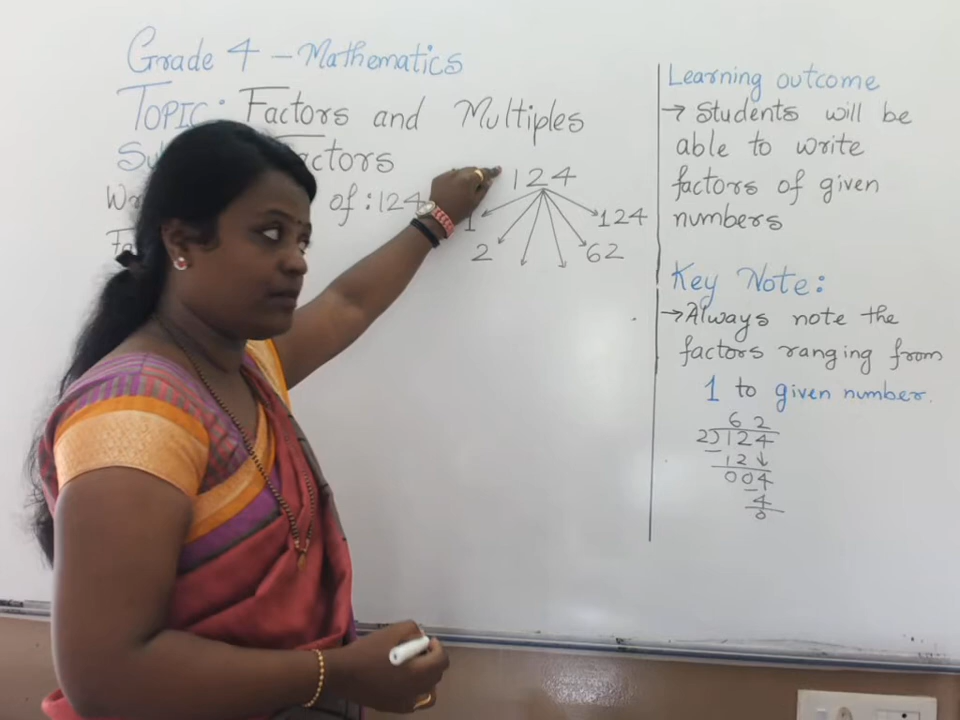 Grade 4 - Mathematics
Topic: Factors and Multiples
Factors
of : 124
124
1 124
2 62
Learning outcome
→ Students will be
able to write
factors of given
numbers
Key Note:
→ Always note the
factors ranging from
1 to given number.
62
2)124
12↓
004
4
0